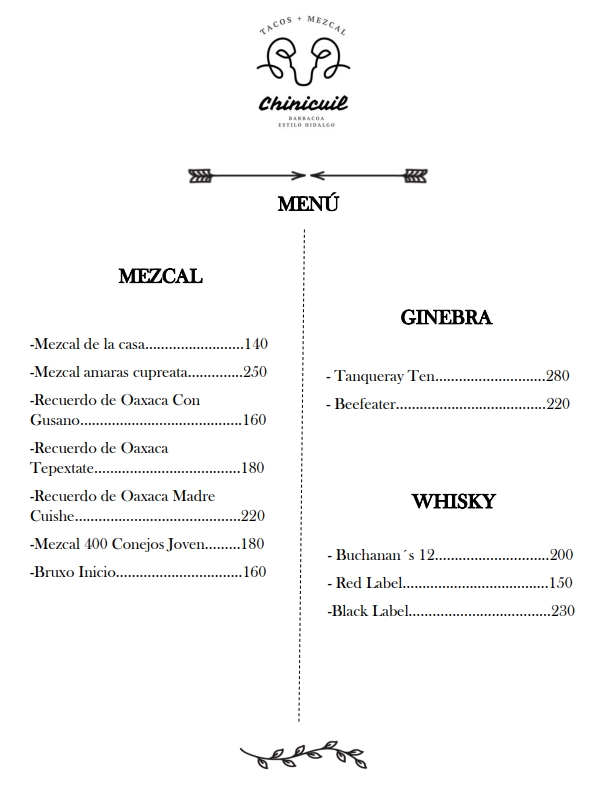 TACOS + MEZCAL
Chinicuil
BARBACOA
ESTILO HIDALGO
MENÚ
MEZCAL
-Mezcal de la casa.........................140
-Mezcal amaras cupreata..............250
-Recuerdo de Oaxaca Con
Gusano.........................................160
-Recuerdo de Oaxaca
Tepextate.....................................180
-Recuerdo de Oaxaca Madre
Cuishe..........................................220
-Mezcal 400 Conejos Joven.........180
-Bruxo Inicio................................160
GINEBRA
- Tanqueray Ten............................280
- Beefeater......................................220
WHISKY
- Buchanan´s 12.............................200
- Red Label.....................................150
-Black Label....................................230